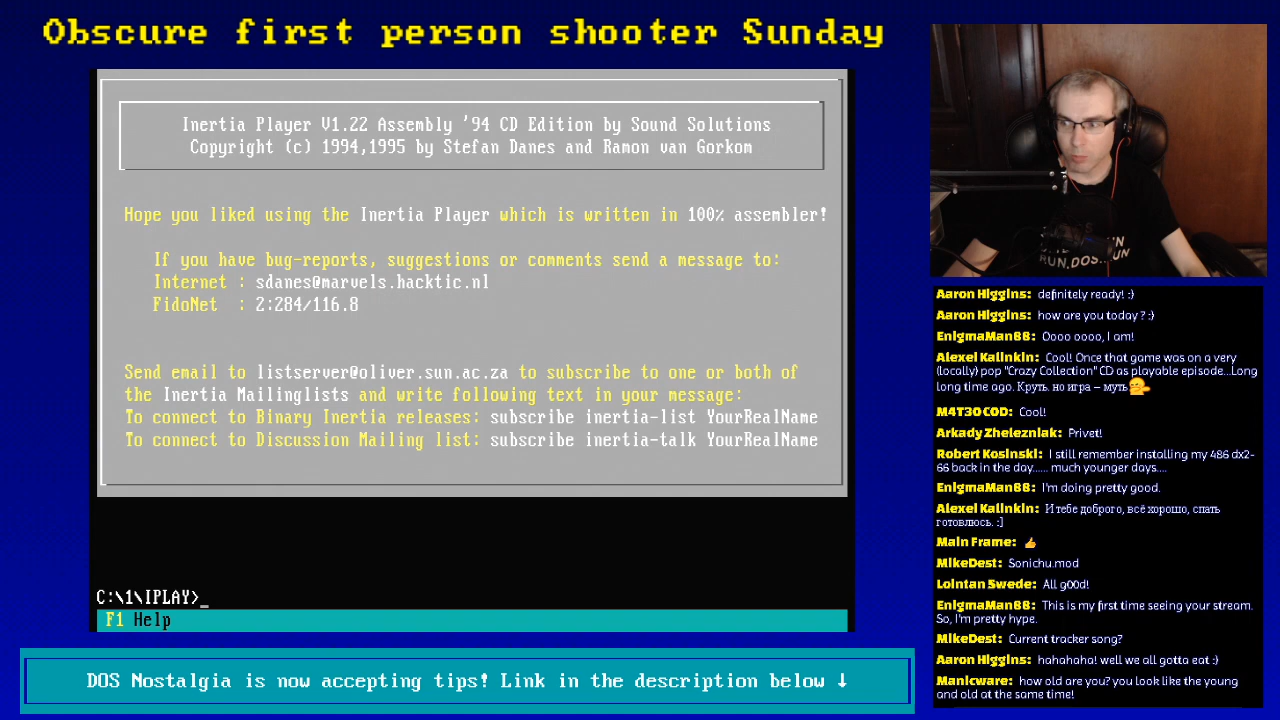 Obscure first person shooter Sunday
Inertia Player V1.22 Assembly '94 CD Edition by Sound Solutions
Copyright (c) 1994,1995 by Stefan Danes and Ramon van Gorkom
Hope you liked using the Inertia Player which is written in 100% assembler!
If you have bug-reports, suggestions or comments send a message to:
Internet : sdanes@marvels.hacktic.nl
FidoNet : 2:284/116.8
Send email to listserver@oliver.sun.ac.za to subscribe to one or both of
the Inertia Mailinglists and write following text in your message:
To connect to Binary Inertia releases: subscribe inertia-list YourRealName
To connect to Discussion Mailing list: subscribe inertia-talk YourRealName
C:\1\IPLAY>_
F1 Help
DOS Nostalgia is now accepting tips! Link in the description below ↓
RUN.DOS.RUN
Aaron Higgins: definitely ready! :}
Aaron Higgins: how are you today ? :}
EnigmaMan88: Oooo oooo, I am!
Alexel Kalinkin: Cool! Once that game was on a very
(locally) pop "Crazy Collection" CD as playable episode...Long
long time ago. Круть. но игра – муть
M4T30C0D: Cool!
Arkady Zhelezniak: Privet!
Robert Kosinski: I still remember installing my 486 dx2-
66 back in the day...... much younger days....
EnigmaMan88: I'm doing pretty good.
Alexel Kalinkin: И тебе доброго, всё хорошо, спать
готовлюсь. :]
Main Frame:
MikeDest: Sonichu.mod
Lointan Swede: All g00d!
EnigmaMan88: This is my first time seeing your stream.
So, I'm pretty hype.
MikeDest: Current tracker song?
Aaron Higgins: hahahaha! well we all gotta eat :)
Manicware: how old are you? you look like the young
and old at the same time!